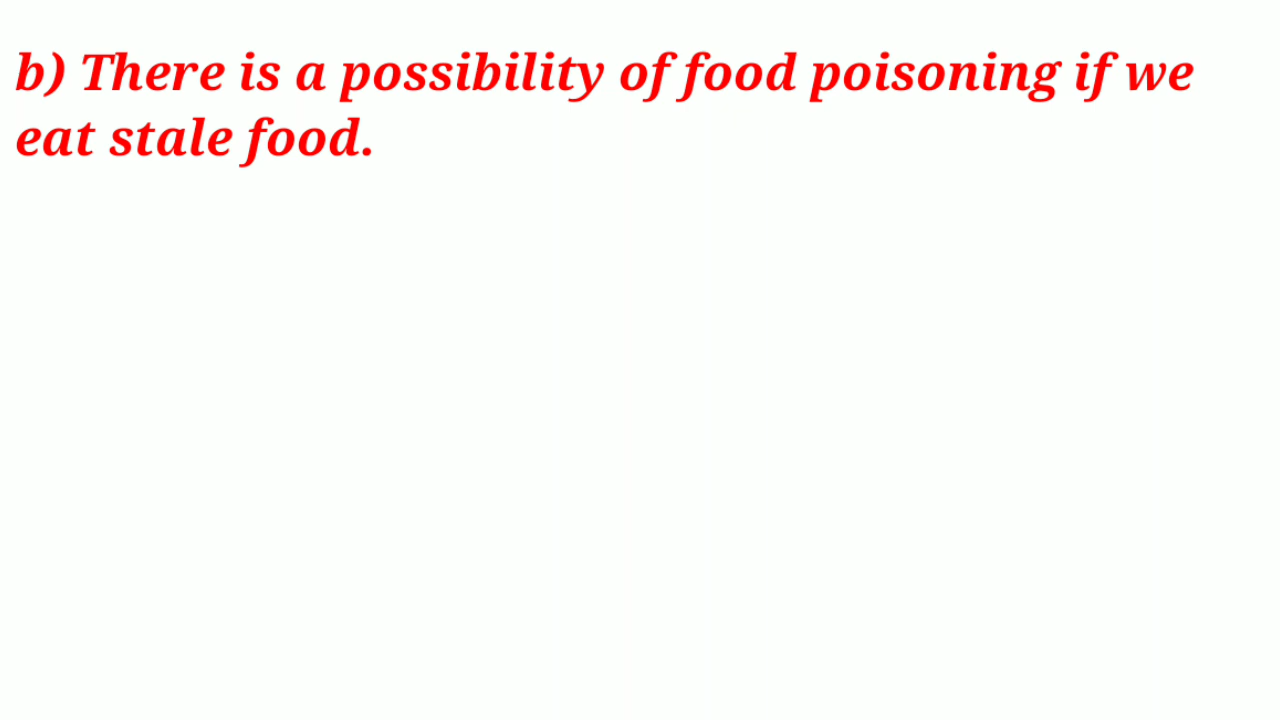 b) There is a possibility of food poisoning if we
eat stale food.